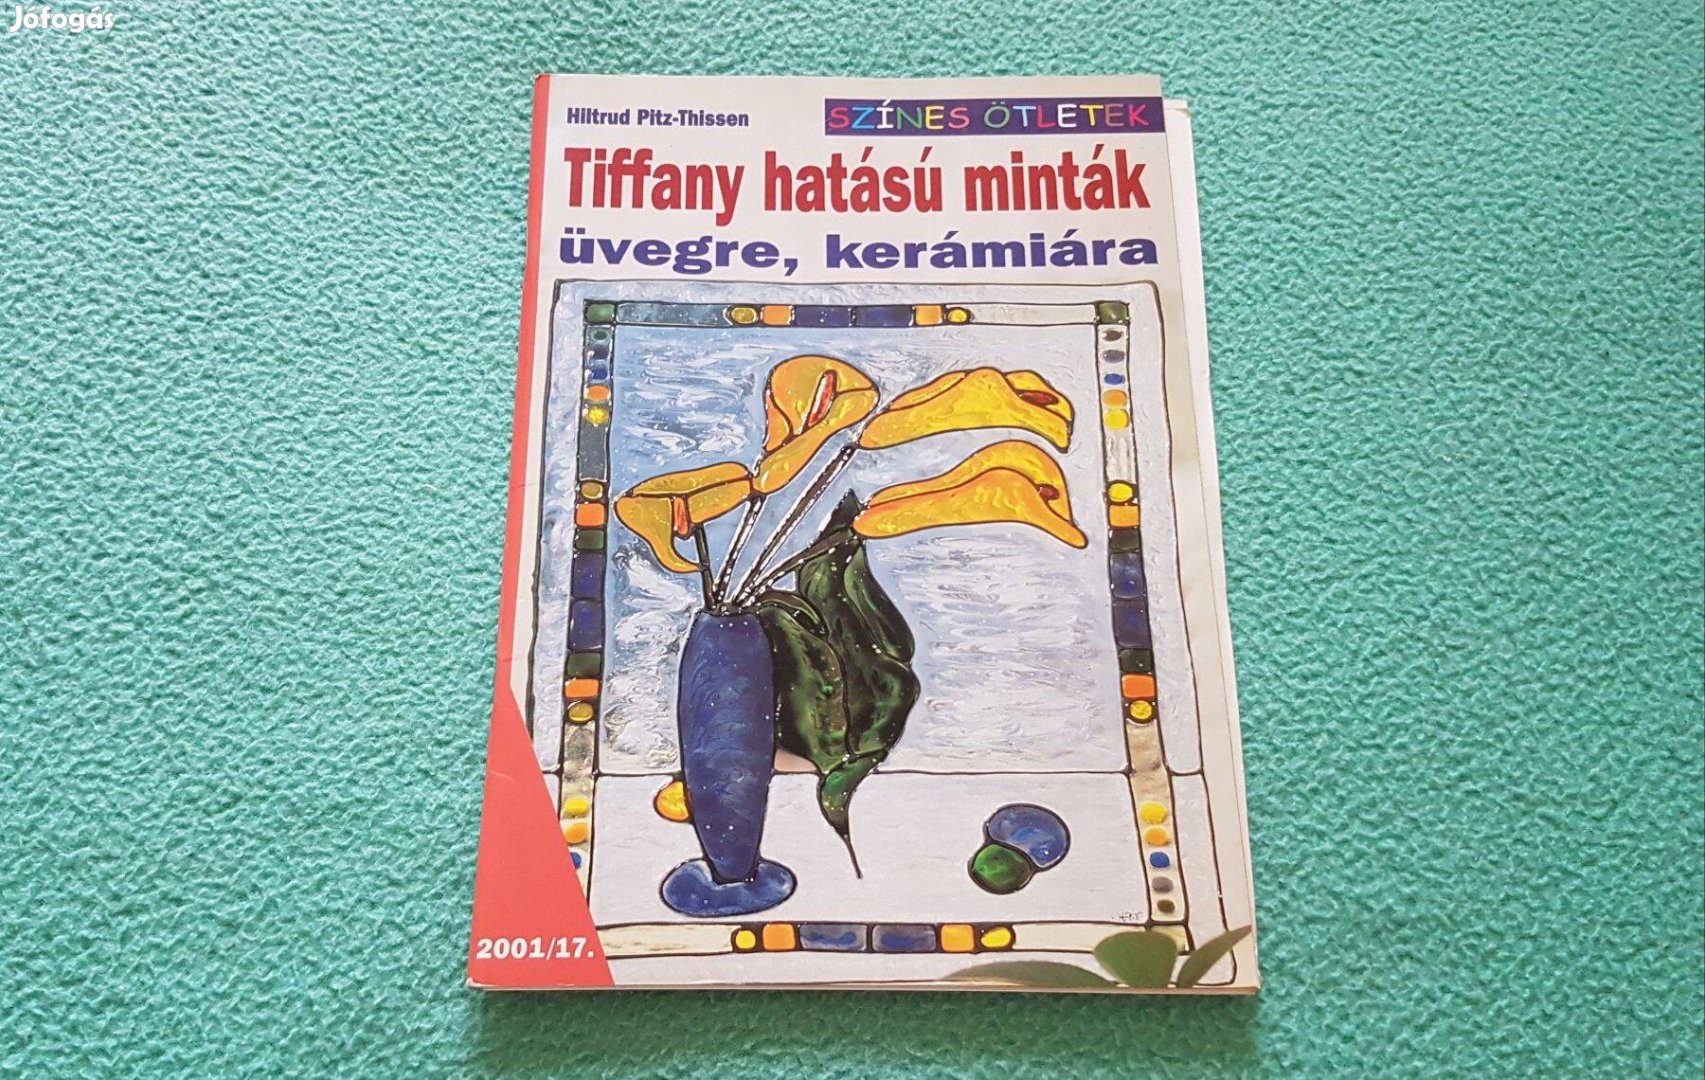 Jófogás
Hiltrud Pitz-Thissen
SZÍNES ÖTLETEK
Tiffany hatású minták
üvegre, kerámiára
2001/17.